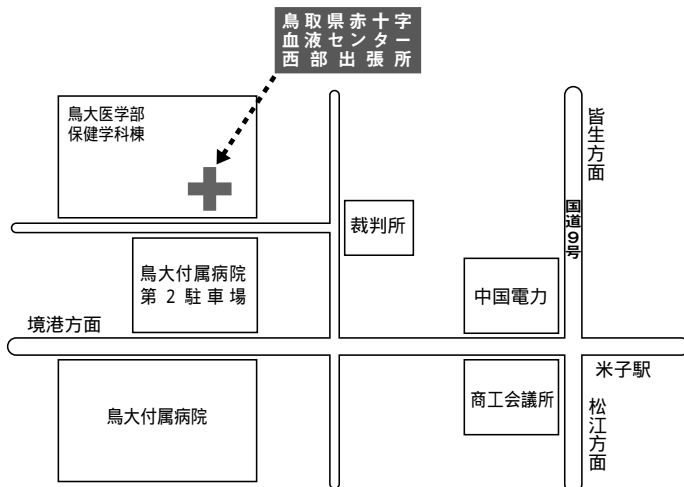 鳥取県赤十字
血液センター
西部出張所
鳥大医学部
保健学科棟
皆生方面
国道9号
裁判所
鳥大付属病院
第2駐車場
中国電力
境港方面
米子駅
鳥大付属病院
商工会議所
松江方面